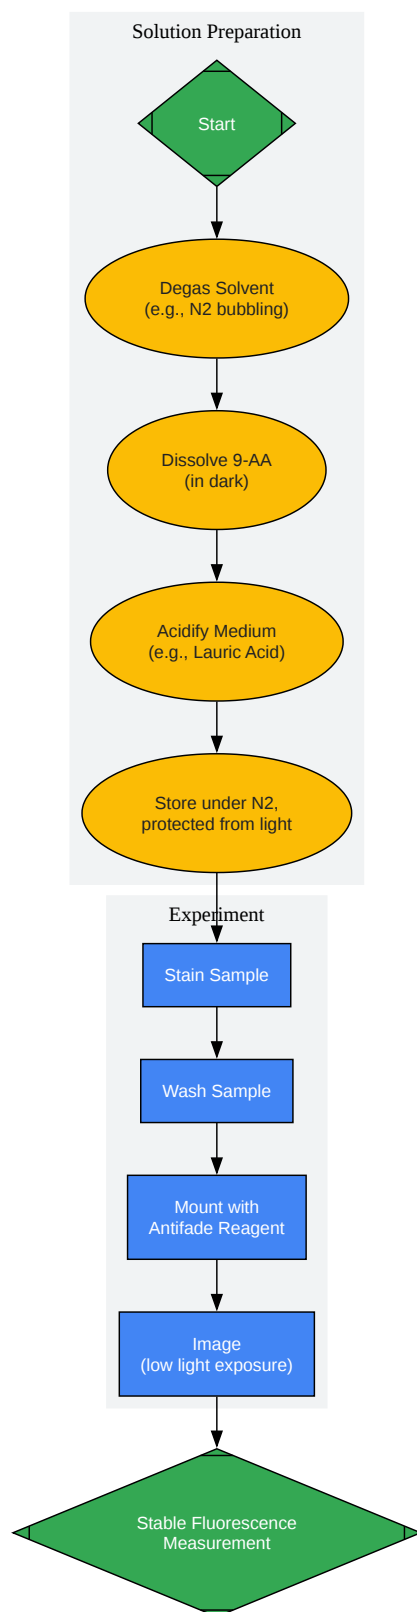 Solution Preparation
Start
Degas Solvent
(e.g., N2 bubbling)
Dissolve 9-AA
(in dark)
Acidify Medium
(e.g., Lauric Acid)
Store under N2,
protected from light
Experiment
Stain Sample
Wash Sample
Mount with
Antifade Reagent
Image
(low light exposure)
Stable Fluorescence
Measurement